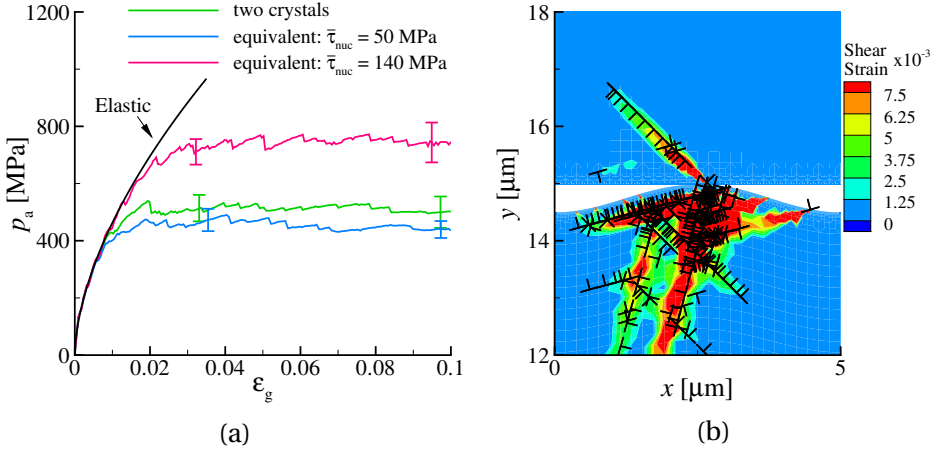 two crystals
equivalent: τ̄nuc = 50 MPa
equivalent: τ̄nuc = 140 MPa
Elastic
1200
800
400
0
pa [MPa]
0
0.02
0.04
0.06
0.08
0.1
εg
(a)
18
16
14
12
y [μm]
0
5
x [μm]
Shear
Strain x10-3
7.5
6.25
5
3.75
2.5
1.25
0
(b)